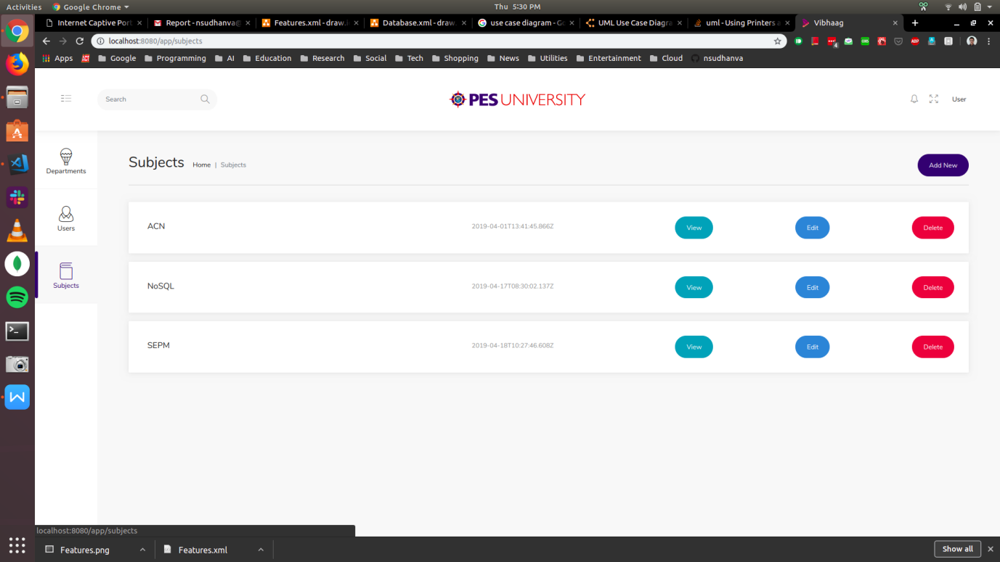 Activities Google Chrome Thu 5:30 PM
Internet Captive Port Report - nsudhanva@ Features.xml - draw.i Database.xml - draw. use case diagram - Go UML Use Case Diagra uml - Using Printers a Vibhaag
localhost:8080/app/subjects
Apps Google Programming AI Education Research Social Tech Shopping News Utilities Entertainment Cloud nsudhanva
Search PES UNIVERSITY User
Departments
Users
Subjects
Subjects Home | Subjects Add New
ACN 2019-04-01T13:41:45.866Z View Edit Delete
NoSQL 2019-04-17T08:30:02.137Z View Edit Delete
SEPM 2019-04-18T10:27:46.608Z View Edit Delete
localhost:8080/app/subjects
Features.png Features.xml Show all